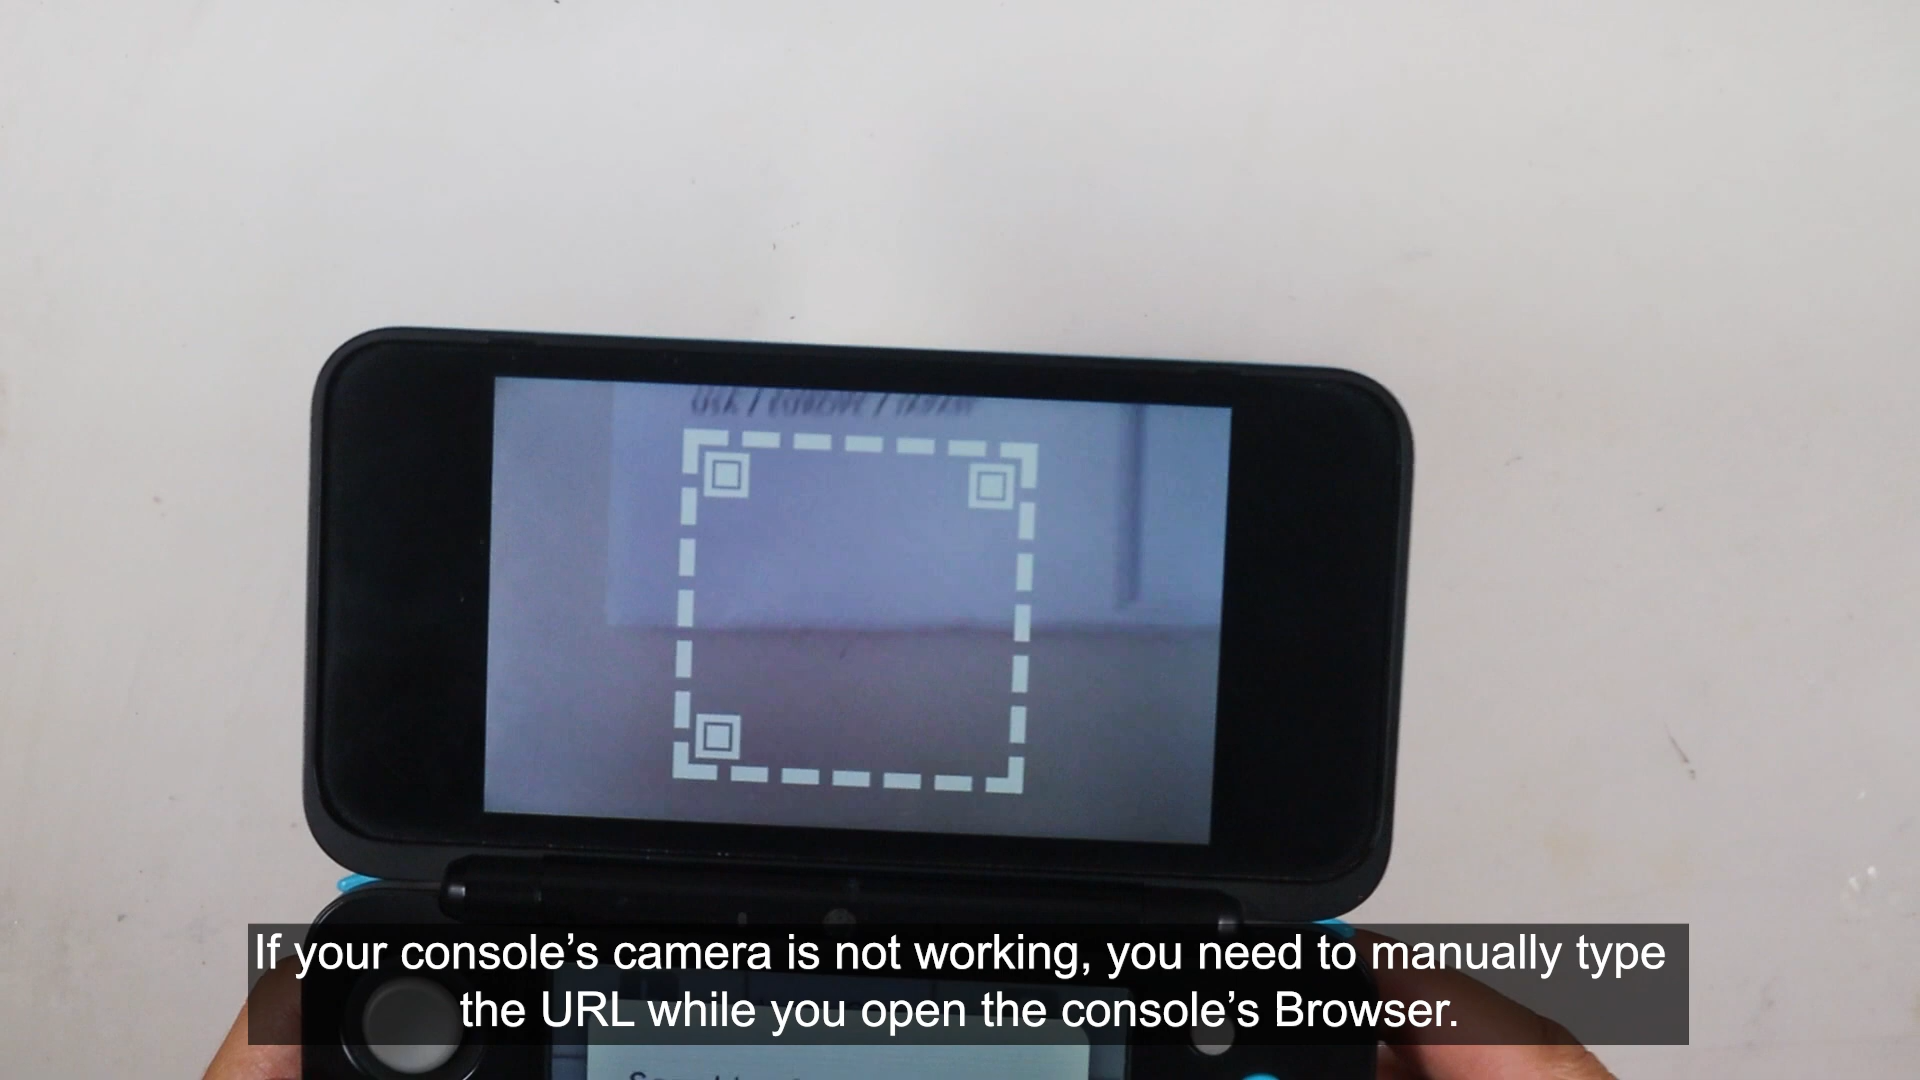 If your console’s camera is not working, you need to manually type
the URL while you open the console’s Browser.